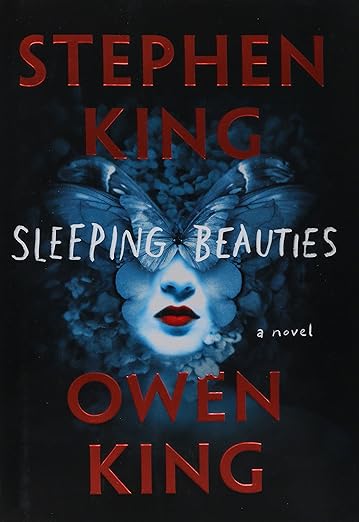 STEPHEN
KING
SLEEPING BEAUTIES
a novel
OWEN
KING